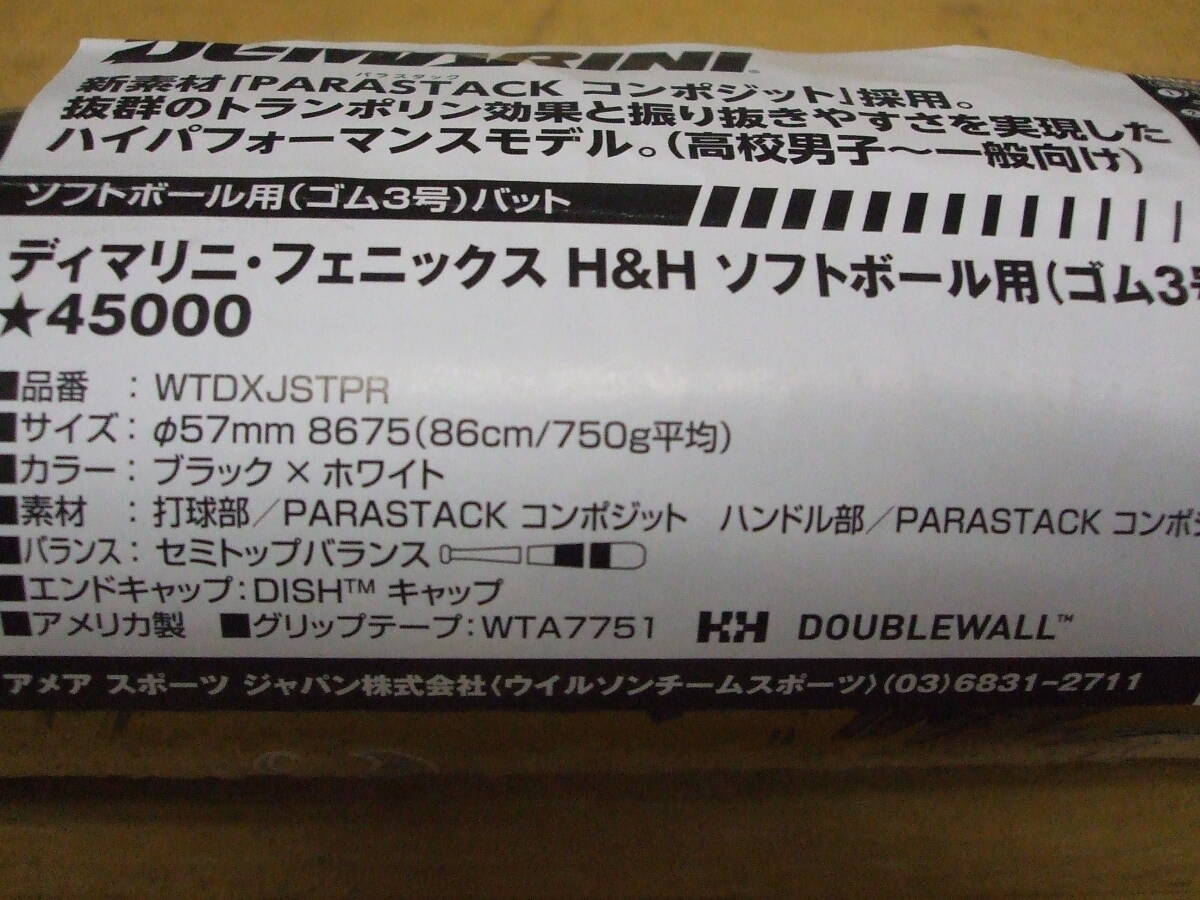 DEMARINI
パラスタック
新素材「PARASTACK コンポジット」採用。
抜群のトランポリン効果と振り抜きやすさを実現した
ハイパフォーマンスモデル。(高校男子～一般向け)
ソフトボール用(ゴム3号)バット
ディマリニ・フェニックス H&H ソフトボール用(ゴム3号
★45000
■品番 : WTDXJSTPR
■サイズ: φ57mm 8675(86cm/750g平均)
■カラー: ブラック×ホワイト
■素材 : 打球部/PARASTACK コンポジット ハンドル部/PARASTACK コンポジ
■バランス: セミトップバランス
■エンドキャップ:DISH™ キャップ
■アメリカ製 ■グリップテープ:WTA7751 H&H DOUBLEWALL™
アメア スポーツ ジャパン株式会社〈ウイルソンチームスポーツ〉(03)6831-2711